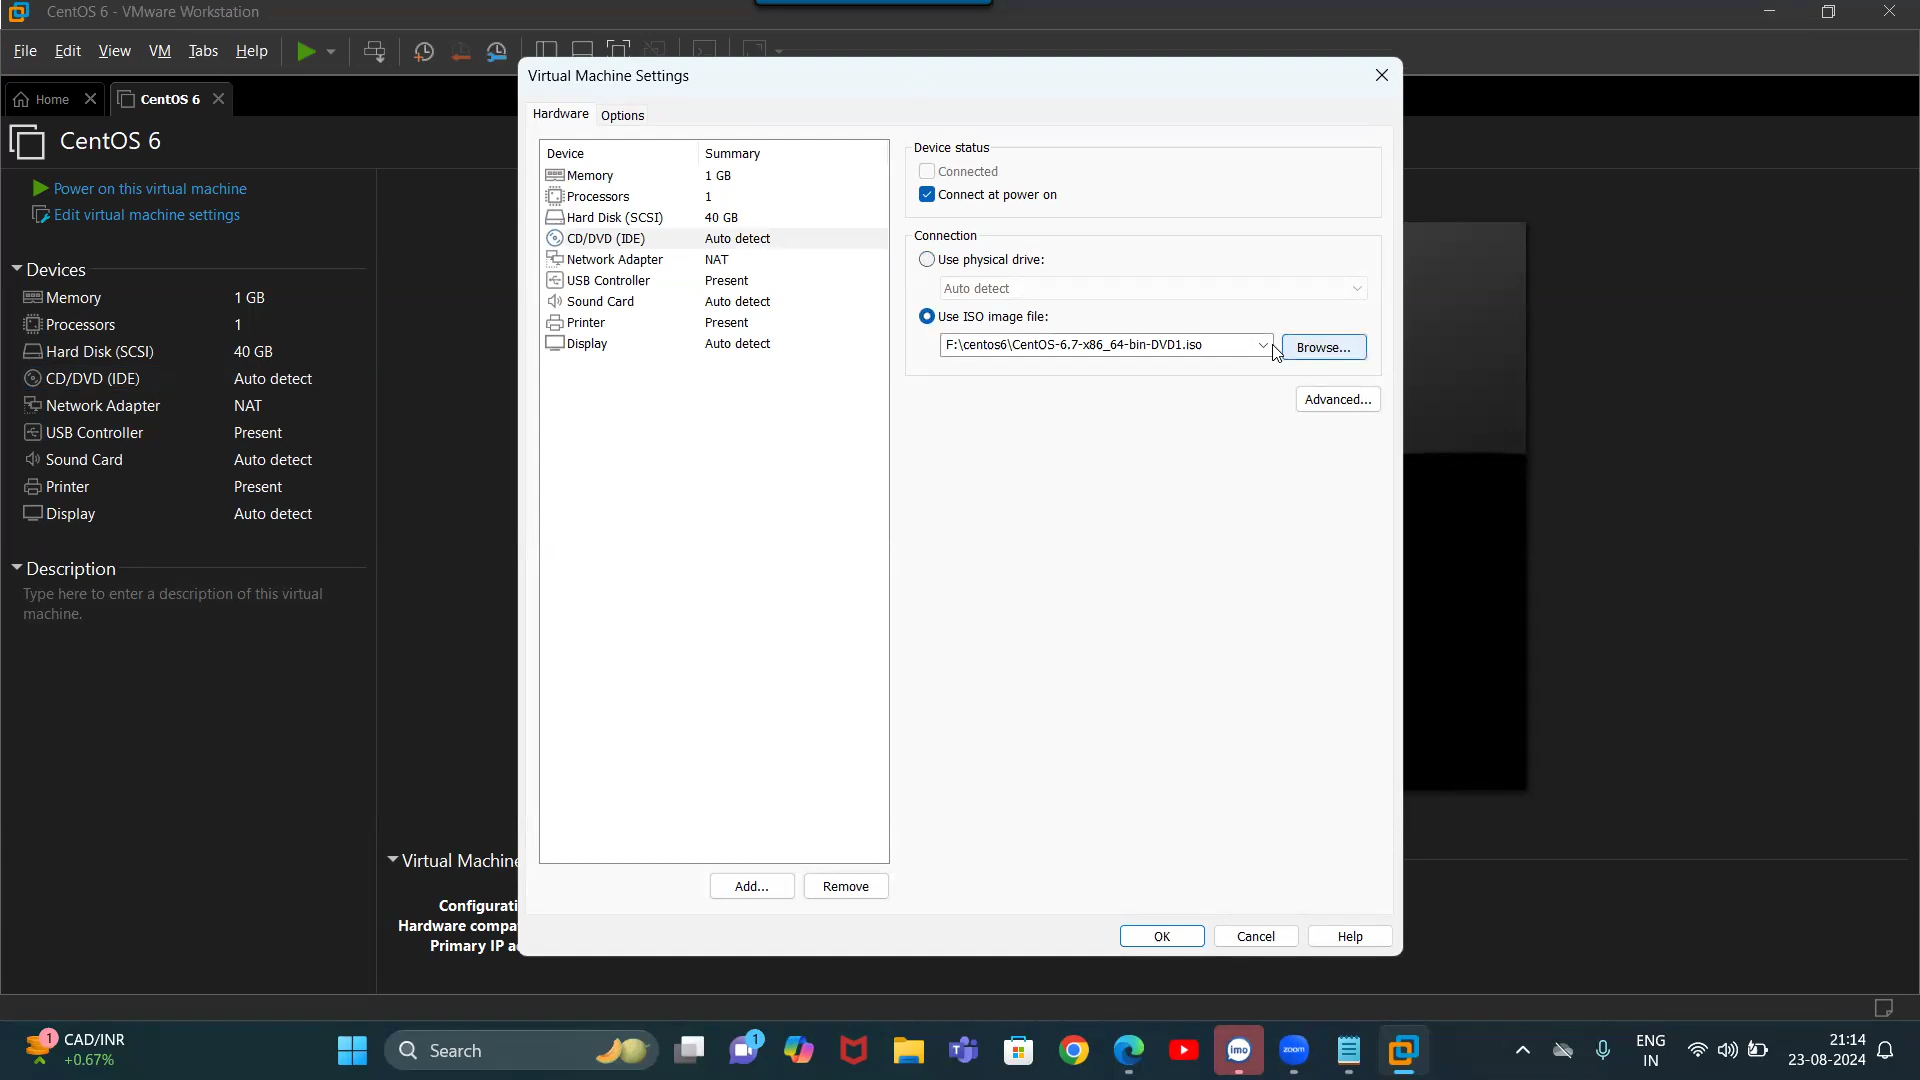 CentOS 6 - VMware Workstation
File Edit View VM Tabs Help
Home CentOS 6
CentOS 6
Power on this virtual machine
Edit virtual machine settings
Devices
Memory 1 GB
Processors 1
Hard Disk (SCSI) 40 GB
CD/DVD (IDE) Auto detect
Network Adapter NAT
USB Controller Present
Sound Card Auto detect
Printer Present
Display Auto detect
Description
Type here to enter a description of this virtual
machine.
Virtual Machine
Configurati
Hardware compa
Primary IP a
Virtual Machine Settings
Hardware Options
Device Summary
Memory 1 GB
Processors 1
Hard Disk (SCSI) 40 GB
CD/DVD (IDE) Auto detect
Network Adapter NAT
USB Controller Present
Sound Card Auto detect
Printer Present
Display Auto detect
Add... Remove
Device status
Connected
Connect at power on
Connection
Use physical drive:
Auto detect
Use ISO image file:
F:\centos6\CentOS-6.7-x86_64-bin-DVD1.iso Browse...
Advanced...
OK Cancel Help
1 CAD/INR
+0.67%
Search
1
imo
zoom
ENG
IN
21:14
23-08-2024